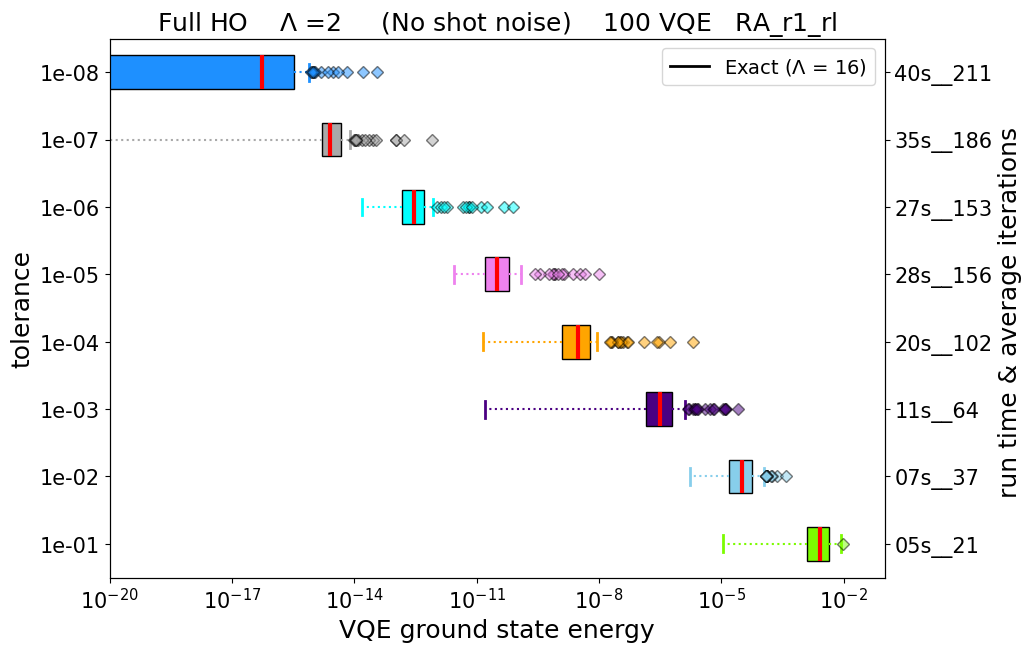 Full HO Λ =2 (No shot noise) 100 VQE RA_r1_rl
Exact (Λ = 16)
tolerance
1e-08
1e-07
1e-06
1e-05
1e-04
1e-03
1e-02
1e-01
40s__211
35s__186
27s__153
28s__156
20s__102
11s__64
07s__37
05s__21
run time & average iterations
10⁻²⁰ 10⁻¹⁷ 10⁻¹⁴ 10⁻¹¹ 10⁻⁸ 10⁻⁵ 10⁻²
VQE ground state energy